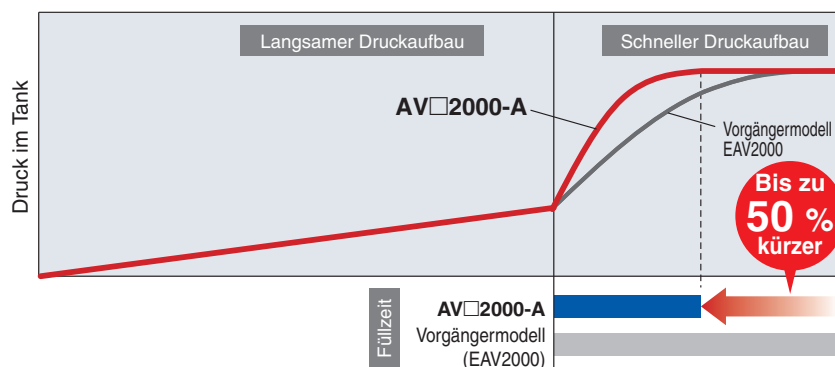 Langsamer Druckaufbau
Schneller Druckaufbau
Druck im Tank
AV□2000-A
Vorgängermodell
EAV2000
Bis zu
50 %
kürzer
Füllzeit
AV□2000-A
Vorgängermodell
(EAV2000)